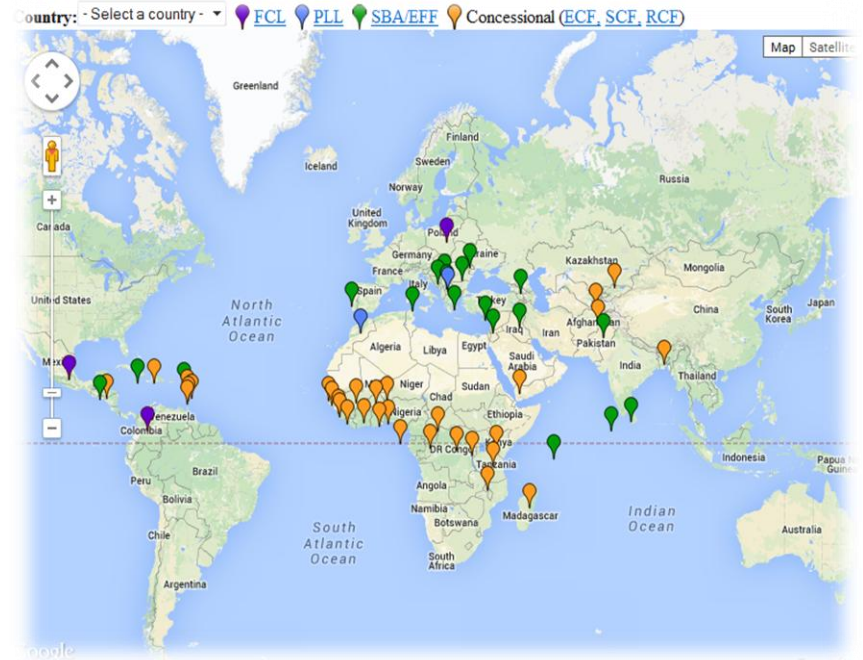 Country: - Select a country - FCL PLL SBA/EFF Concessional (ECF, SCF, RCF)
Map Satellite
Greenland
Iceland
Finland
Sweden
Norway
Russia
Canada
United Kingdom
Poland
Germany
Ukraine
France
Kazakhstan
Mongolia
Italy
Spain
Turkey
United States
North Atlantic Ocean
China
South Korea
Japan
Iraq
Iran
Afghanistan
Pakistan
Algeria
Libya
Egypt
Saudi Arabia
India
Mexico
Thailand
Niger
Chad
Sudan
Nigeria
Ethiopia
Venezuela
Colombia
DR Congo
Kenya
Tanzania
Indonesia
Papua New Guinea
Peru
Brazil
Bolivia
Angola
Namibia
Botswana
Madagascar
South Atlantic Ocean
Indian Ocean
Australia
Chile
South Africa
Argentina
Google